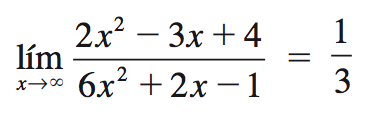 lím x→∞ (2x² − 3x + 4)/(6x² + 2x − 1) = 1/3